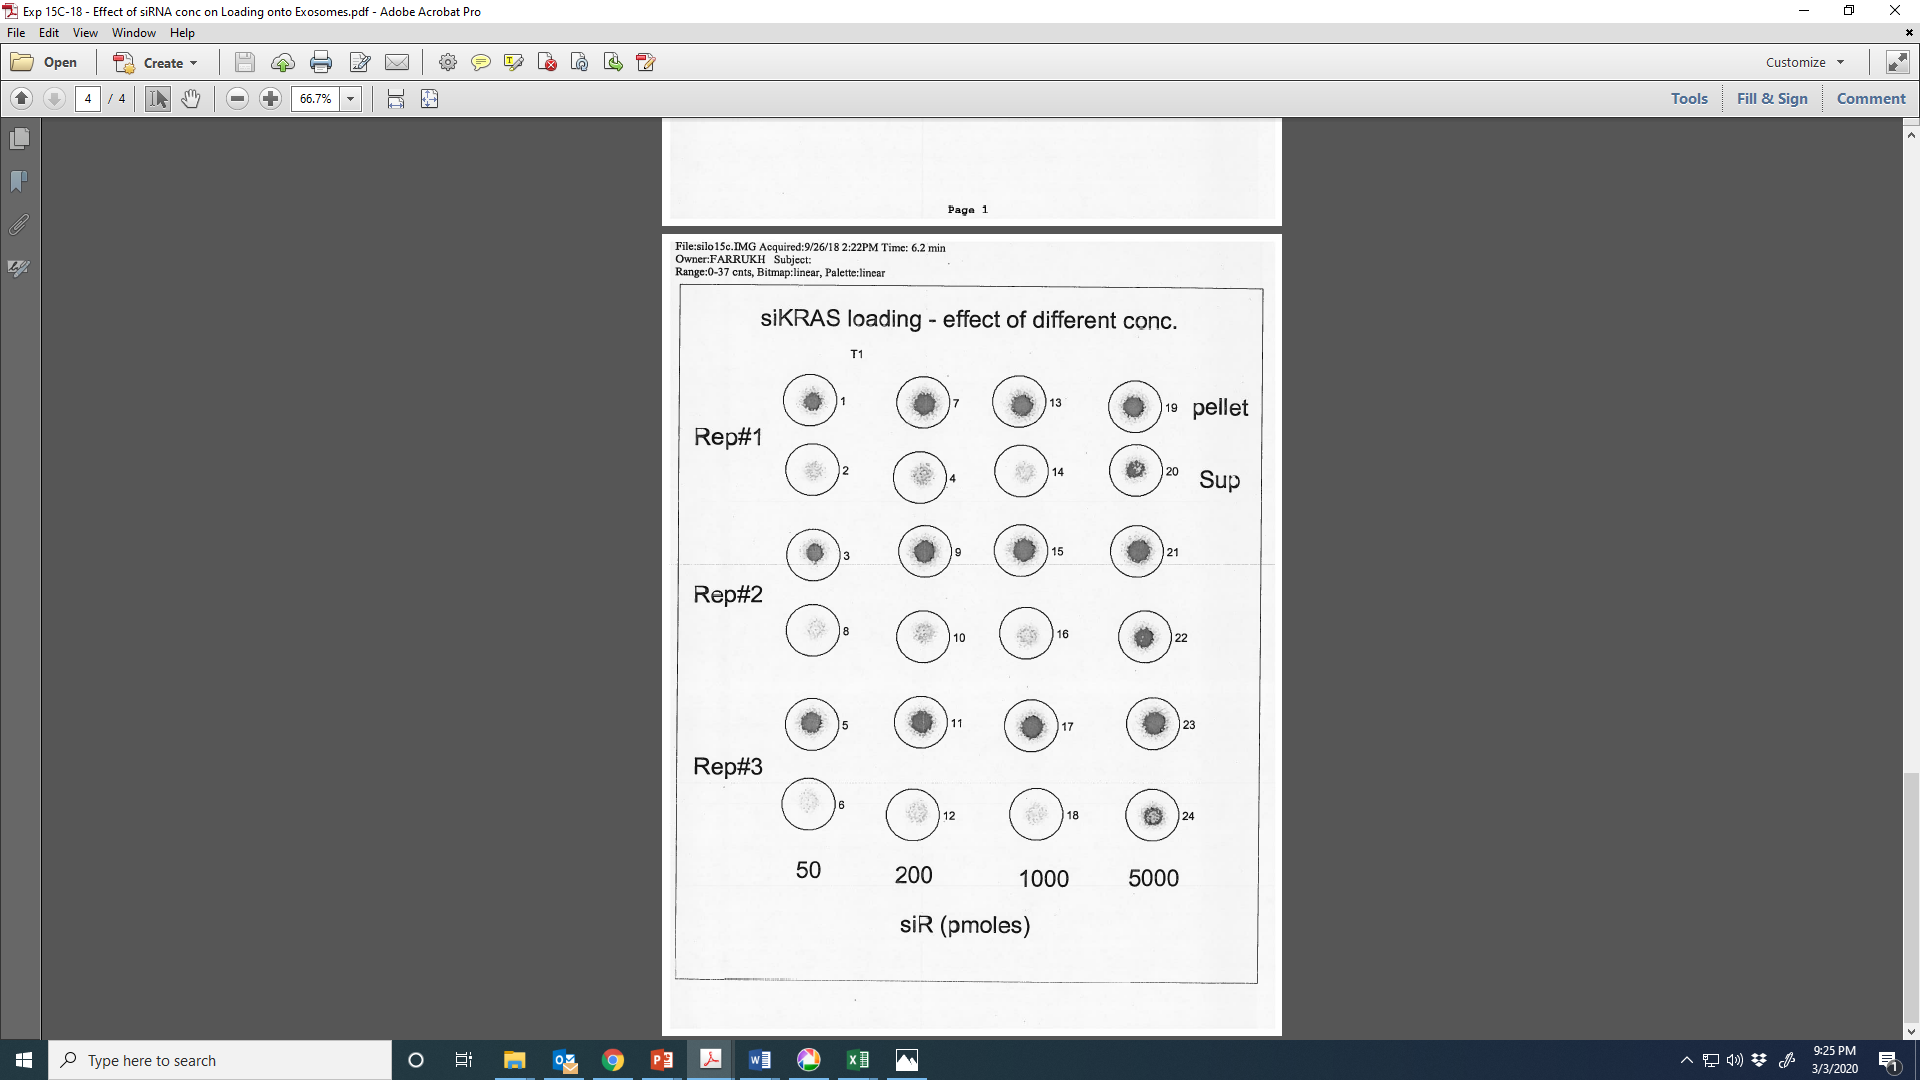 Exp 15C-18 - Effect of siRNA conc on Loading onto Exosomes.pdf - Adobe Acrobat Pro
File Edit View Window Help
Open Create Customize
4 / 4 66.7% Tools Fill & Sign Comment
Page 1
File:silo15c.IMG Acquired:9/26/18 2:22PM Time: 6.2 min
Owner:FARRUKH Subject:
Range:0-37 cnts, Bitmap:linear, Palette:linear
siKRAS loading - effect of different conc.
T1
1 7 13 19 pellet
Rep#1
2 4 14 20 Sup
3 9 15 21
Rep#2
8 10 16 22
5 11 17 23
Rep#3
6 12 18 24
50 200 1000 5000
siR (pmoles)
Type here to search
9:25 PM
3/3/2020
1